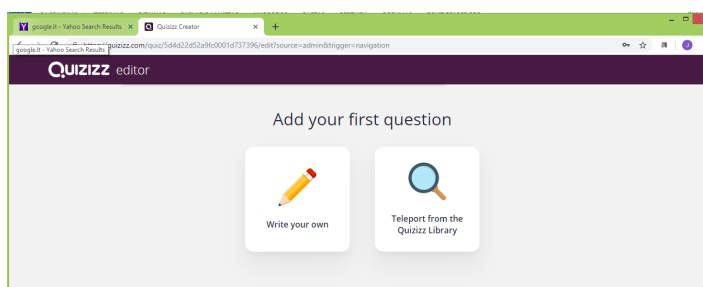 google.lt - Yahoo Search Results
Quizizz Creator
quizizz.com/quiz/5d4d22d52a9fc0001d737396/edit?source=admin&trigger=navigation
google.lt - Yahoo Search Results
J
QUIZIZZ editor
Add your first question
Write your own
Teleport from the
Quizizz Library